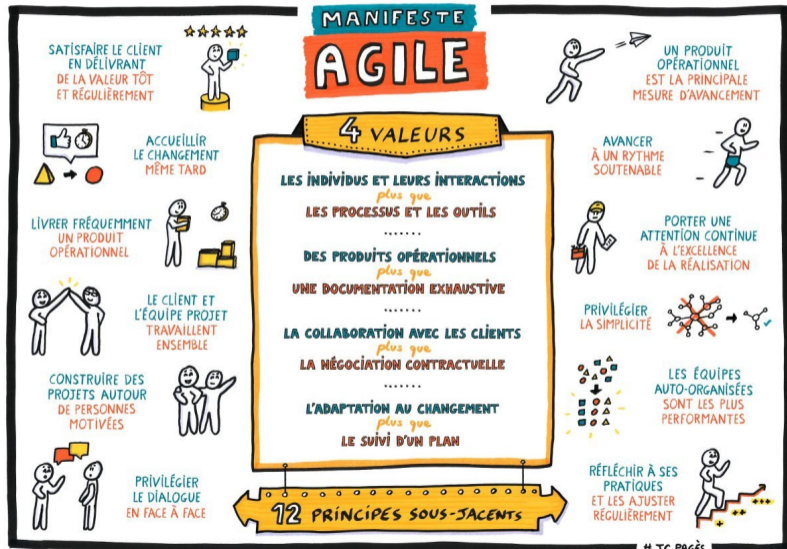 MANIFESTE
AGILE
SATISFAIRE LE CLIENT
EN DÉLIVRANT
DE LA VALEUR TÔT
ET RÉGULIÈREMENT
ACCUEILLIR
LE CHANGEMENT
MÊME TARD
LIVRER FRÉQUEMMENT
UN PRODUIT
OPÉRATIONNEL
LE CLIENT ET
L'ÉQUIPE PROJET
TRAVAILLENT
ENSEMBLE
CONSTRUIRE DES
PROJETS AUTOUR
DE PERSONNES
MOTIVÉES
PRIVILÉGIER
LE DIALOGUE
EN FACE À FACE
4 VALEURS
LES INDIVIDUS ET LEURS INTERACTIONS
plus que
LES PROCESSUS ET LES OUTILS
DES PRODUITS OPÉRATIONNELS
plus que
UNE DOCUMENTATION EXHAUSTIVE
LA COLLABORATION AVEC LES CLIENTS
plus que
LA NÉGOCIATION CONTRACTUELLE
L'ADAPTATION AU CHANGEMENT
plus que
LE SUIVI D'UN PLAN
12 PRINCIPES SOUS-JACENTS
UN PRODUIT
OPÉRATIONNEL
EST LA PRINCIPALE
MESURE D'AVANCEMENT
AVANCER
À UN RYTHME
SOUTENABLE
PORTER UNE
ATTENTION CONTINUE
À L'EXCELLENCE
DE LA RÉALISATION
PRIVILÉGIER
LA SIMPLICITÉ
LES ÉQUIPES
AUTO-ORGANISÉES
SONT LES PLUS
PERFORMANTES
RÉFLÉCHIR À SES
PRATIQUES
ET LES AJUSTER
RÉGULIÈREMENT